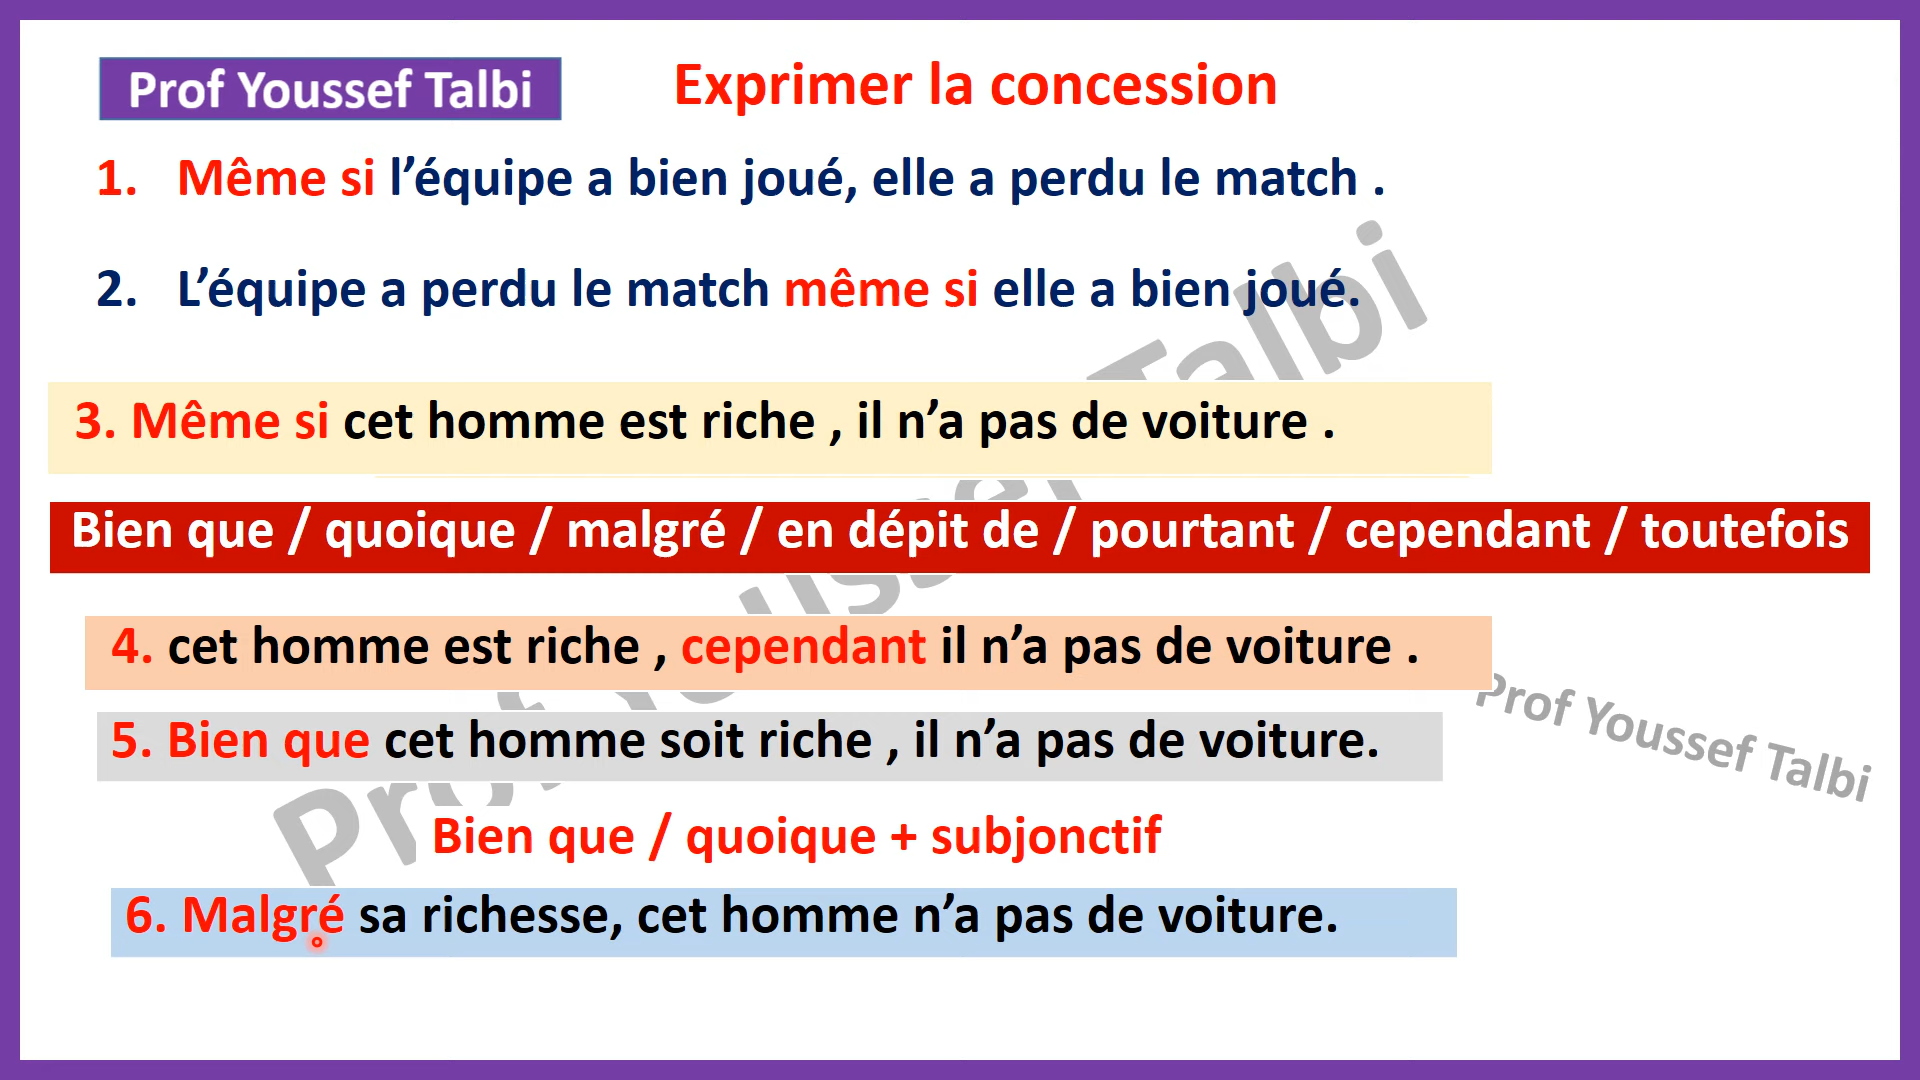 Prof Youssef Talbi
Exprimer la concession
1. Même si l’équipe a bien joué, elle a perdu le match .
2. L’équipe a perdu le match même si elle a bien joué.
3. Même si cet homme est riche , il n’a pas de voiture .
Bien que / quoique / malgré / en dépit de / pourtant / cependant / toutefois
4. cet homme est riche , cependant il n’a pas de voiture .
5. Bien que cet homme soit riche , il n’a pas de voiture.
Bien que / quoique + subjonctif
6. Malgré sa richesse, cet homme n’a pas de voiture.
Prof Youssef Talbi
Prof Youssef Talbi